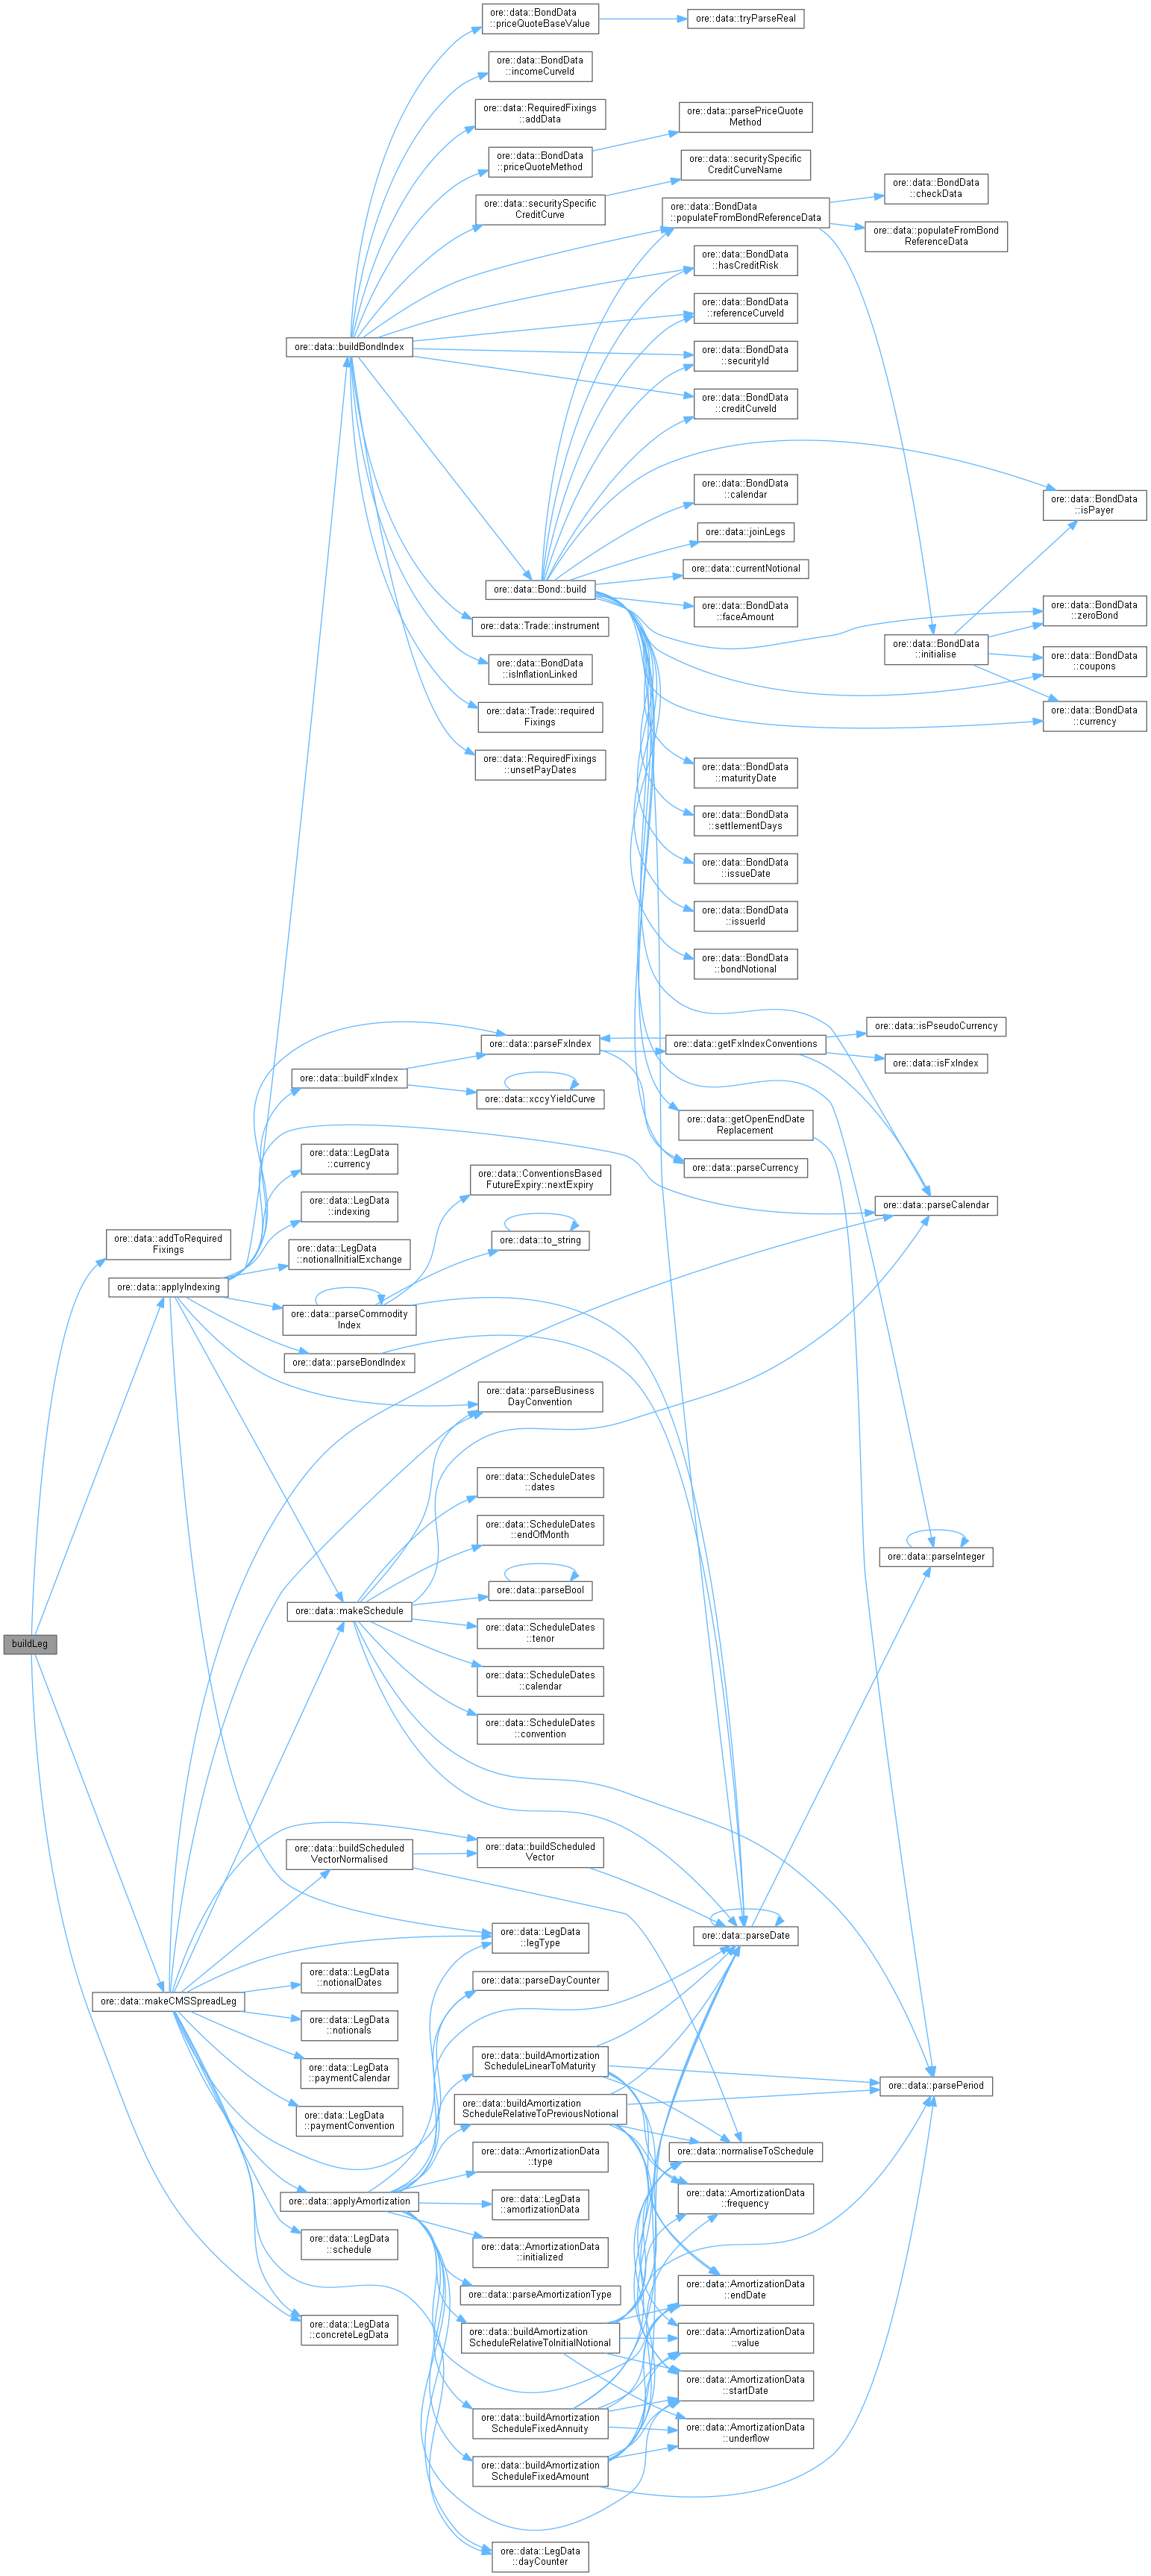 ore::data::BondData
::priceQuoteBaseValue
ore::data::tryParseReal
ore::data::BondData
::incomeCurveId
ore::data::RequiredFixings
::addData
ore::data::parsePriceQuote
Method
ore::data::BondData
::priceQuoteMethod
ore::data::securitySpecific
CreditCurveName
ore::data::securitySpecific
CreditCurve
ore::data::BondData
::populateFromBondReferenceData
ore::data::BondData
::checkData
ore::data::populateFromBond
ReferenceData
ore::data::BondData
::hasCreditRisk
ore::data::BondData
::referenceCurveId
ore::data::buildBondIndex
ore::data::BondData
::securityId
ore::data::BondData
::creditCurveId
ore::data::BondData
::calendar
ore::data::BondData
::isPayer
ore::data::joinLegs
ore::data::currentNotional
ore::data::Bond::build
ore::data::BondData
::faceAmount
ore::data::BondData
::zeroBond
ore::data::Trade::instrument
ore::data::BondData
::initialise
ore::data::BondData
::isInflationLinked
ore::data::BondData
::coupons
ore::data::Trade::required
Fixings
ore::data::BondData
::currency
ore::data::RequiredFixings
::unsetPayDates
ore::data::BondData
::maturityDate
ore::data::BondData
::settlementDays
ore::data::BondData
::issueDate
ore::data::BondData
::issuerId
ore::data::BondData
::bondNotional
ore::data::isPseudoCurrency
ore::data::parseFxIndex
ore::data::getFxIndexConventions
ore::data::isFxIndex
ore::data::buildFxIndex
ore::data::xccyYieldCurve
ore::data::getOpenEndDate
Replacement
ore::data::LegData
::currency
ore::data::parseCurrency
ore::data::ConventionsBased
FutureExpiry::nextExpiry
ore::data::LegData
::indexing
ore::data::parseCalendar
ore::data::addToRequired
Fixings
ore::data::to_string
ore::data::LegData
::notionalInitialExchange
ore::data::applyIndexing
ore::data::parseCommodity
Index
ore::data::parseBondIndex
ore::data::parseBusiness
DayConvention
ore::data::ScheduleDates
::dates
ore::data::ScheduleDates
::endOfMonth
ore::data::parseInteger
ore::data::parseBool
ore::data::makeSchedule
ore::data::ScheduleDates
::tenor
buildLeg
ore::data::ScheduleDates
::calendar
ore::data::ScheduleDates
::convention
ore::data::buildScheduled
VectorNormalised
ore::data::buildScheduled
Vector
ore::data::LegData
::legType
ore::data::parseDate
ore::data::LegData
::notionalDates
ore::data::parseDayCounter
ore::data::makeCMSSpreadLeg
ore::data::LegData
::notionals
ore::data::buildAmortization
ScheduleLinearToMaturity
ore::data::LegData
::paymentCalendar
ore::data::parsePeriod
ore::data::buildAmortization
ScheduleRelativeToPreviousNotional
ore::data::LegData
::paymentConvention
ore::data::normaliseToSchedule
ore::data::AmortizationData
::type
ore::data::AmortizationData
::frequency
ore::data::applyAmortization
ore::data::LegData
::amortizationData
ore::data::LegData
::schedule
ore::data::AmortizationData
::initialized
ore::data::parseAmortizationType
ore::data::AmortizationData
::endDate
ore::data::LegData
::concreteLegData
ore::data::buildAmortization
ScheduleRelativeToInitialNotional
ore::data::AmortizationData
::value
ore::data::AmortizationData
::startDate
ore::data::buildAmortization
ScheduleFixedAnnuity
ore::data::AmortizationData
::underflow
ore::data::buildAmortization
ScheduleFixedAmount
ore::data::LegData
::dayCounter